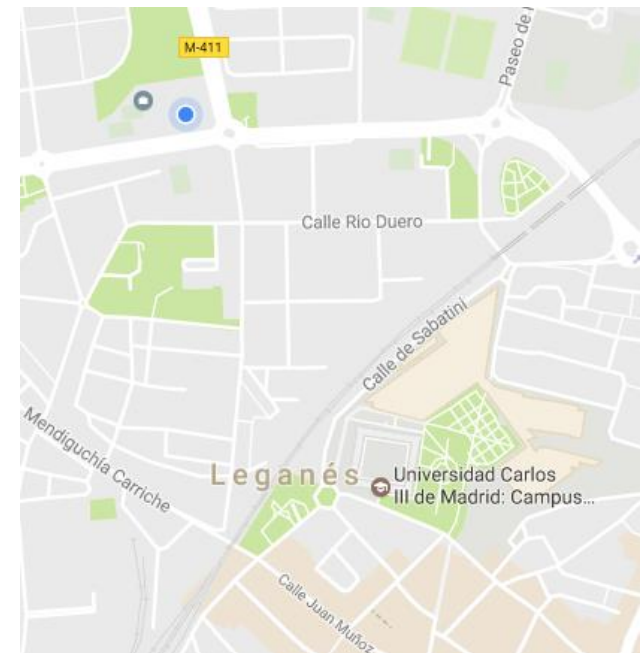 M-411
Paseo de
Calle Rio Duero
Calle de Sabatini
Mendiguchía Carriche
Leganés
Universidad Carlos
III de Madrid: Campus...
Calle Juan Muñoz